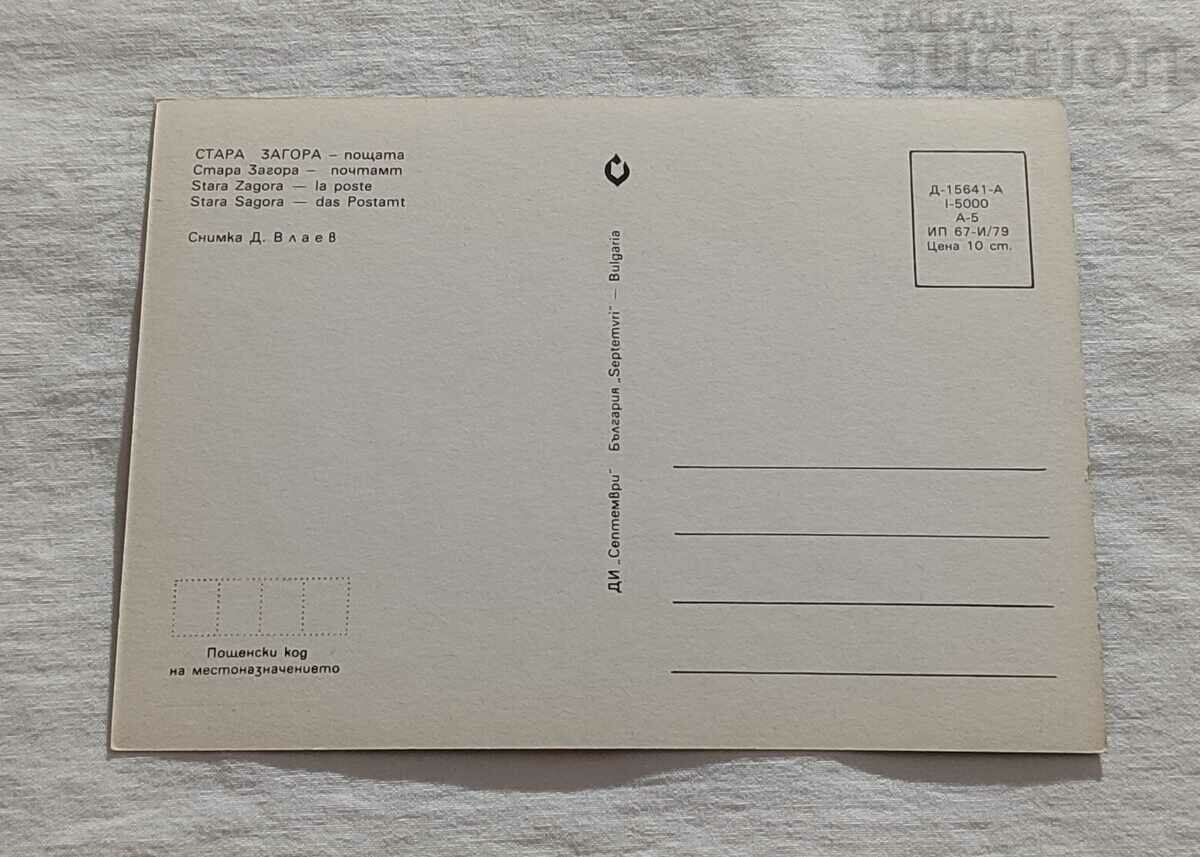 BALKAN
auction
СТАРА ЗАГОРА – пощата
Стара Загора – почтамт
Stara Zagora — la poste
Stara Sagora — das Postamt
Снимка Д. Влаев
ДИ „Септември" България „Septemvri" — Bulgaria
Д-15641-А
I-5000
А-5
ИП 67-И/79
Цена 10 ст.
Пощенски код
на местоназначението